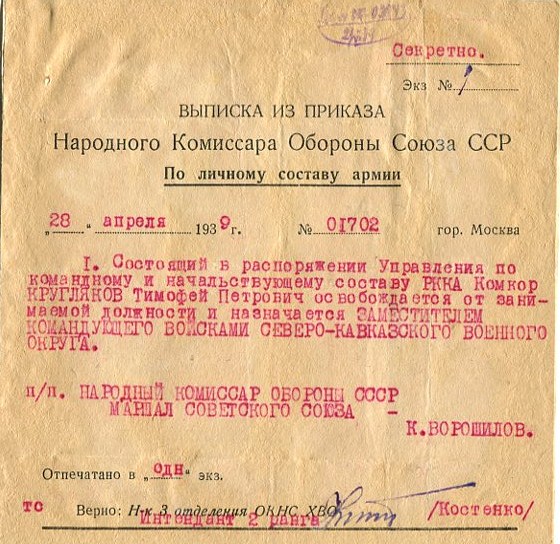 Секретно.
Экз № 1
ВЫПИСКА ИЗ ПРИКАЗА
Народного Комиссара Обороны Союза ССР
По личному составу армии
„28“ апреля 1939 г. № 01702 гор. Москва
I. Состоящий в распоряжении Управления по
командному и начальствующему составу РККА Комкор
КРУГЛЯКОВ Тимофей Петрович освобождается от зани-
маемой должности и назначается ЗАМЕСТИТЕЛЕМ
КОМАНДУЮЩЕГО ВОЙСКАМИ СЕВЕРО-КАВКАЗСКОГО ВОЕННОГО
ОКРУГА.
п/п. НАРОДНЫЙ КОМИССАР ОБОРОНЫ СССР
МАРШАЛ СОВЕТСКОГО СОЮЗА –
К.ВОРОШИЛОВ.
Отпечатано в „одн“ экз.
тс Верно: Н-к 3 отделения ОКНС ХВО /Костенко/
Интендант 2 ранга